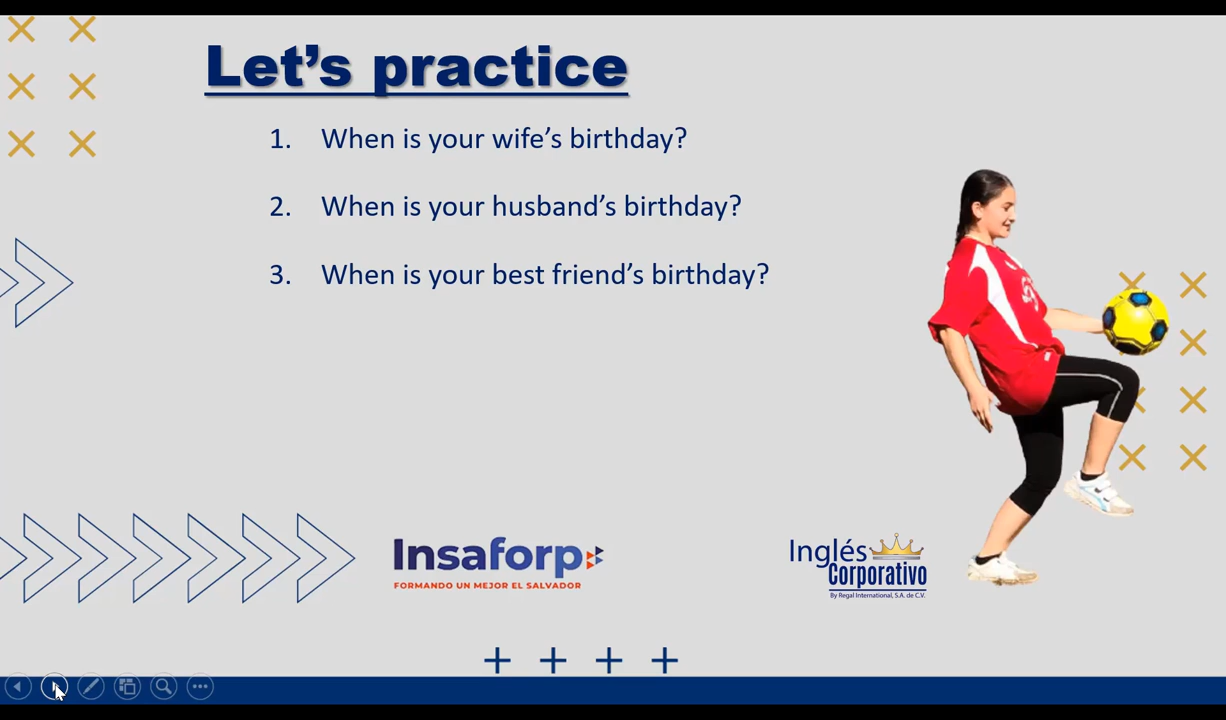 Let’s practice
1. When is your wife’s birthday?
2. When is your husband’s birthday?
3. When is your best friend’s birthday?
Insaforp
FORMANDO UN MEJOR EL SALVADOR
Inglés
Corporativo
By Regal International, S.A. de C.V.